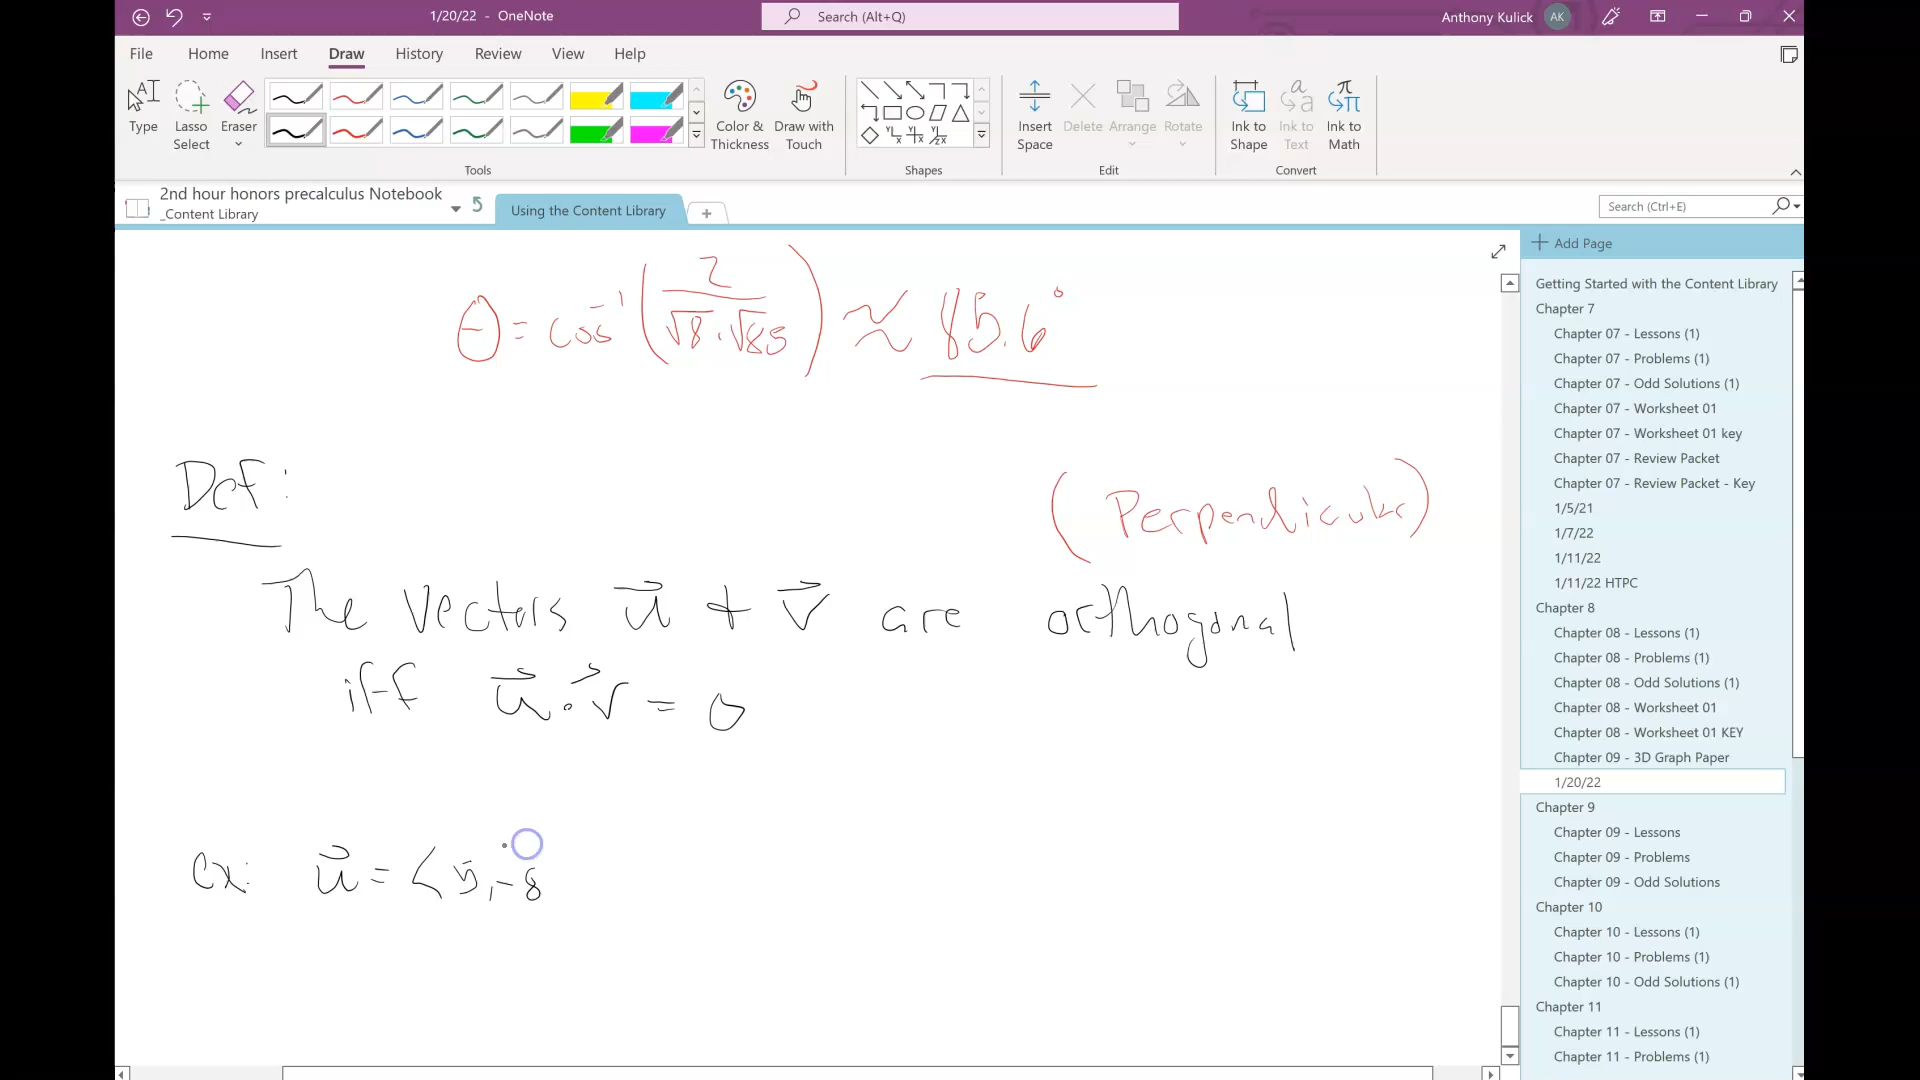 1/20/22 - OneNote
Search (Alt+Q)
Anthony Kulick
AK
File
Home
Insert
Draw
History
Review
View
Help
Type
Lasso
Select
Eraser
Color &
Thickness
Draw with
Touch
Insert
Space
Delete
Arrange
Rotate
Ink to
Shape
Ink to
Text
Ink to
Math
Tools
Shapes
Edit
Convert
2nd hour honors precalculus Notebook
_Content Library
Using the Content Library
Search (Ctrl+E)
θ = cos⁻¹ (2 / √8 · √85) ≈ 85.6°
Def:
(Perpendicular)
The vectors u⃗ + v⃗ are orthogonal
iff u⃗ · v⃗ = 0
ex: u⃗ = < 5, -8
Add Page
Getting Started with the Content Library
Chapter 7
Chapter 07 - Lessons (1)
Chapter 07 - Problems (1)
Chapter 07 - Odd Solutions (1)
Chapter 07 - Worksheet 01
Chapter 07 - Worksheet 01 key
Chapter 07 - Review Packet
Chapter 07 - Review Packet - Key
1/5/21
1/7/22
1/11/22
1/11/22 HTPC
Chapter 8
Chapter 08 - Lessons (1)
Chapter 08 - Problems (1)
Chapter 08 - Odd Solutions (1)
Chapter 08 - Worksheet 01
Chapter 08 - Worksheet 01 KEY
Chapter 09 - 3D Graph Paper
1/20/22
Chapter 9
Chapter 09 - Lessons
Chapter 09 - Problems
Chapter 09 - Odd Solutions
Chapter 10
Chapter 10 - Lessons (1)
Chapter 10 - Problems (1)
Chapter 10 - Odd Solutions (1)
Chapter 11
Chapter 11 - Lessons (1)
Chapter 11 - Problems (1)